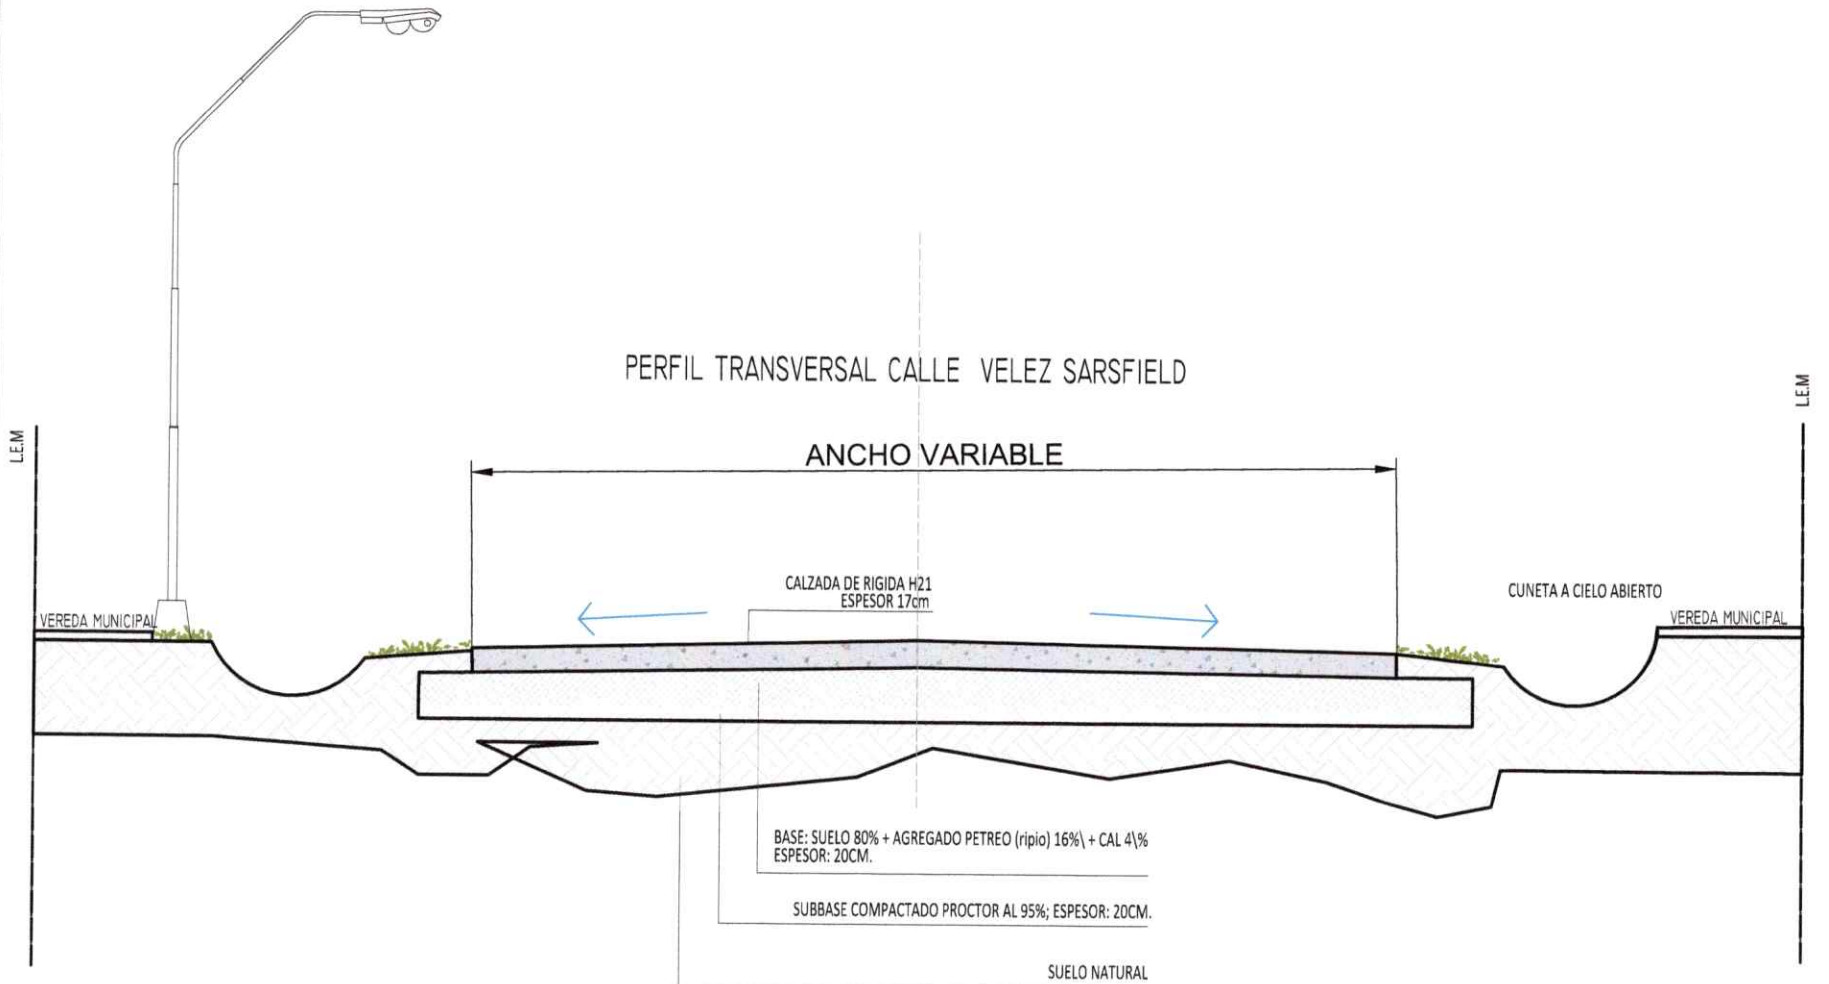 PERFIL TRANSVERSAL CALLE VELEZ SARSFIELD
L.E.M
L.E.M
ANCHO VARIABLE
CALZADA DE RIGIDA H21
ESPESOR 17cm
CUNETA A CIELO ABIERTO
VEREDA MUNICIPAL
VEREDA MUNICIPAL
BASE: SUELO 80% + AGREGADO PETREO (ripio) 16%\ + CAL 4\%
ESPESOR: 20CM.
SUBBASE COMPACTADO PROCTOR AL 95%; ESPESOR: 20CM.
SUELO NATURAL